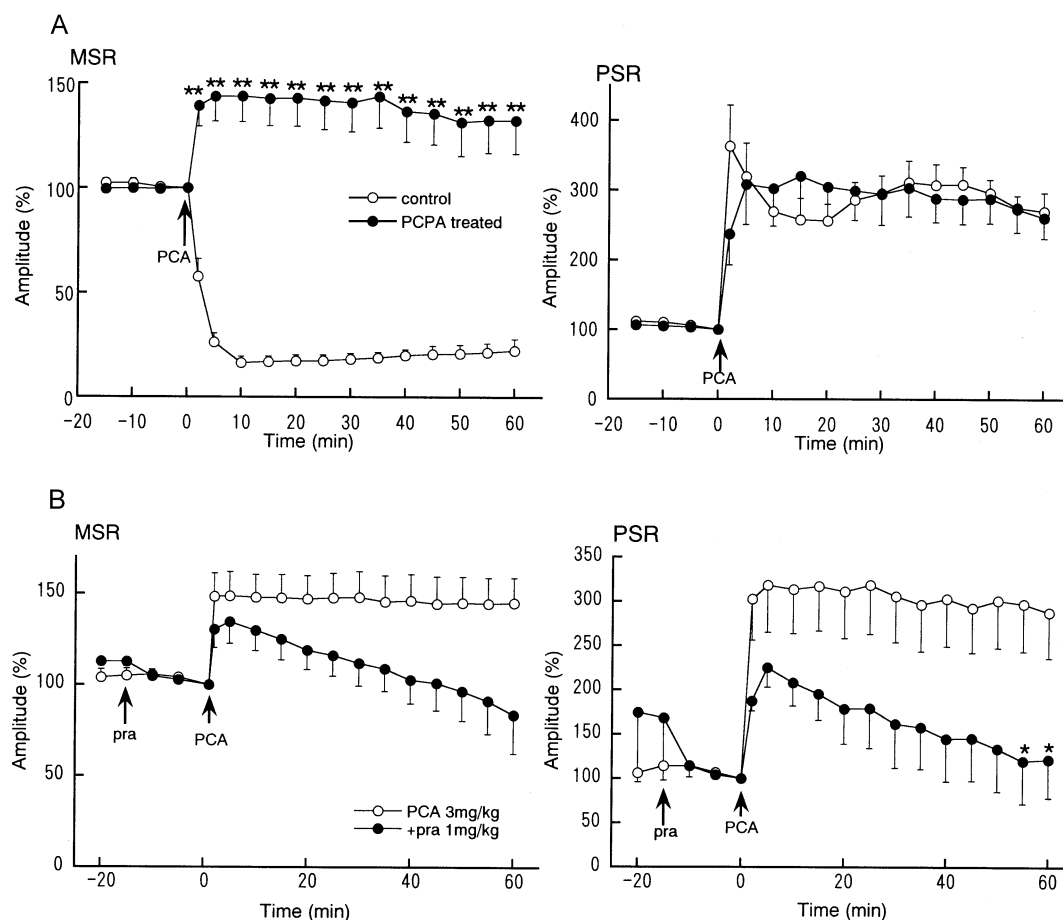 A
MSR
150
100
50
0
Amplitude (%)
** ** ** ** ** ** ** ** ** ** ** ** **
control
PCPA treated
PCA
-20 -10 0 10 20 30 40 50 60
Time (min)
PSR
400
300
200
100
0
Amplitude (%)
PCA
-20 -10 0 10 20 30 40 50 60
Time (min)
B
MSR
150
100
50
0
Amplitude (%)
pra
PCA
PCA 3mg/kg
+pra 1mg/kg
-20 0 20 40 60
Time (min)
PSR
350
300
250
200
150
100
50
0
Amplitude (%)
* *
pra
PCA
-20 0 20 40 60
Time (min)